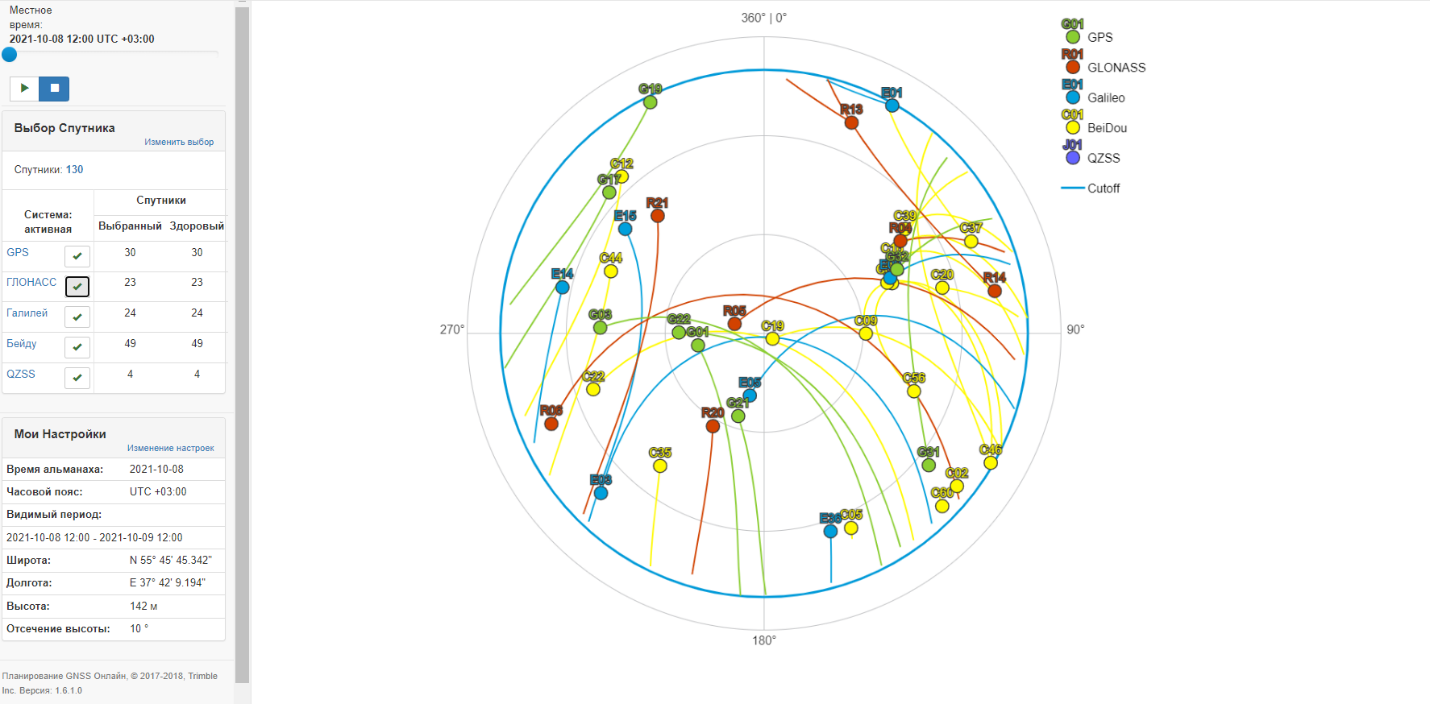 Местное
время:
2021-10-08 12:00 UTC +03:00
Выбор Спутника
Изменить выбор
Спутники: 130
Система:
активная
Спутники
Выбранный Здоровый
GPS 30 30
ГЛОНАСС 23 23
Галилей 24 24
Бейду 49 49
QZSS 4 4
Мои Настройки
Изменение настроек
Время альманаха: 2021-10-08
Часовой пояс: UTC +03:00
Видимый период:
2021-10-08 12:00 - 2021-10-09 12:00
Широта: N 55° 45' 45.342"
Долгота: E 37° 42' 9.194"
Высота: 142 м
Отсечение высоты: 10 °
Планирование GNSS Онлайн, © 2017-2018, Trimble
Inc. Версия: 1.6.1.0
360° | 0°
G19
E01
R13
G12
G17
R21
E15
C39
R04
C37
C44
G32
E14
C20
R14
G03
G22
R05
C19
C09
270°
90°
G01
C22
E05
C56
R06
G21
R20
C35
G31
C46
E03
C02
C60
E36
C05
180°
G01
GPS
R01
GLONASS
E01
Galileo
C01
BeiDou
J01
QZSS
Cutoff